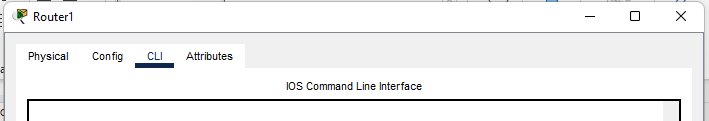 Router1
Physical Config CLI Attributes
IOS Command Line Interface